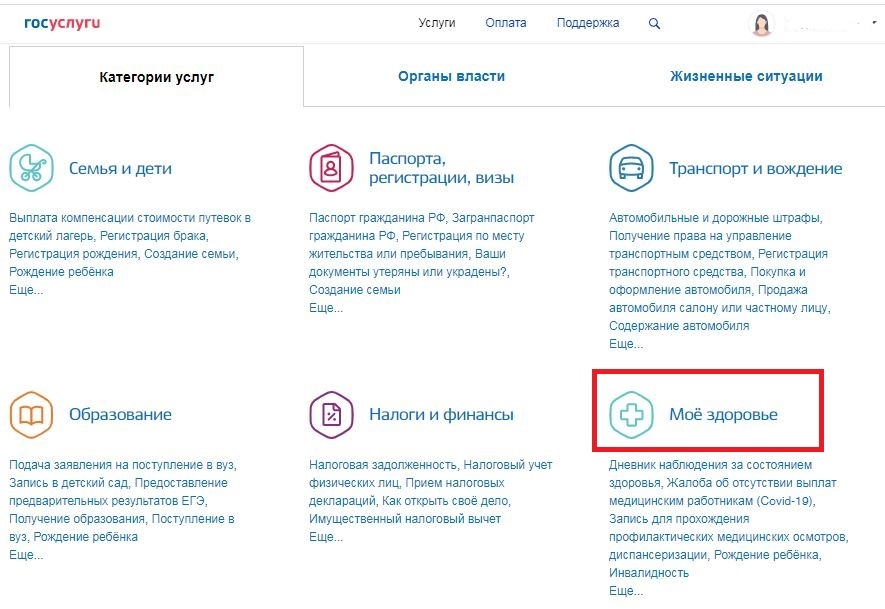 госуслуги
Услуги Оплата Поддержка
Категории услуг Органы власти Жизненные ситуации
Семья и дети
Выплата компенсации стоимости путевок в
детский лагерь, Регистрация брака,
Регистрация рождения, Создание семьи,
Рождение ребёнка
Еще...
Паспорта,
регистрации, визы
Паспорт гражданина РФ, Загранпаспорт
гражданина РФ, Регистрация по месту
жительства или пребывания, Ваши
документы утеряны или украдены?,
Создание семьи
Еще...
Транспорт и вождение
Автомобильные и дорожные штрафы,
Получение права на управление
транспортным средством, Регистрация
транспортного средства, Покупка и
оформление автомобиля, Продажа
автомобиля салону или частному лицу,
Содержание автомобиля
Еще...
Образование
Подача заявления на поступление в вуз,
Запись в детский сад, Предоставление
предварительных результатов ЕГЭ,
Получение образования, Поступление в
вуз, Рождение ребёнка
Еще...
Налоги и финансы
Налоговая задолженность, Налоговый учет
физических лиц, Прием налоговых
деклараций, Как открыть своё дело,
Имущественный налоговый вычет
Еще...
Моё здоровье
Дневник наблюдения за состоянием
здоровья, Жалоба об отсутствии выплат
медицинским работникам (Covid-19),
Запись для прохождения
профилактических медицинских осмотров,
диспансеризации, Рождение ребёнка,
Инвалидность
Еще...